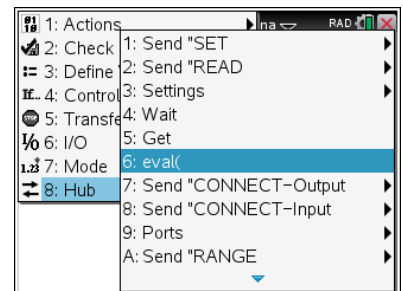 1: Actions
2: Check
3: Define
4: Control
5: Transfe
6: I/O
7: Mode
8: Hub
na
RAD
1: Send "SET
2: Send "READ
3: Settings
4: Wait
5: Get
6: eval(
7: Send "CONNECT-Output
8: Send "CONNECT-Input
9: Ports
A: Send "RANGE